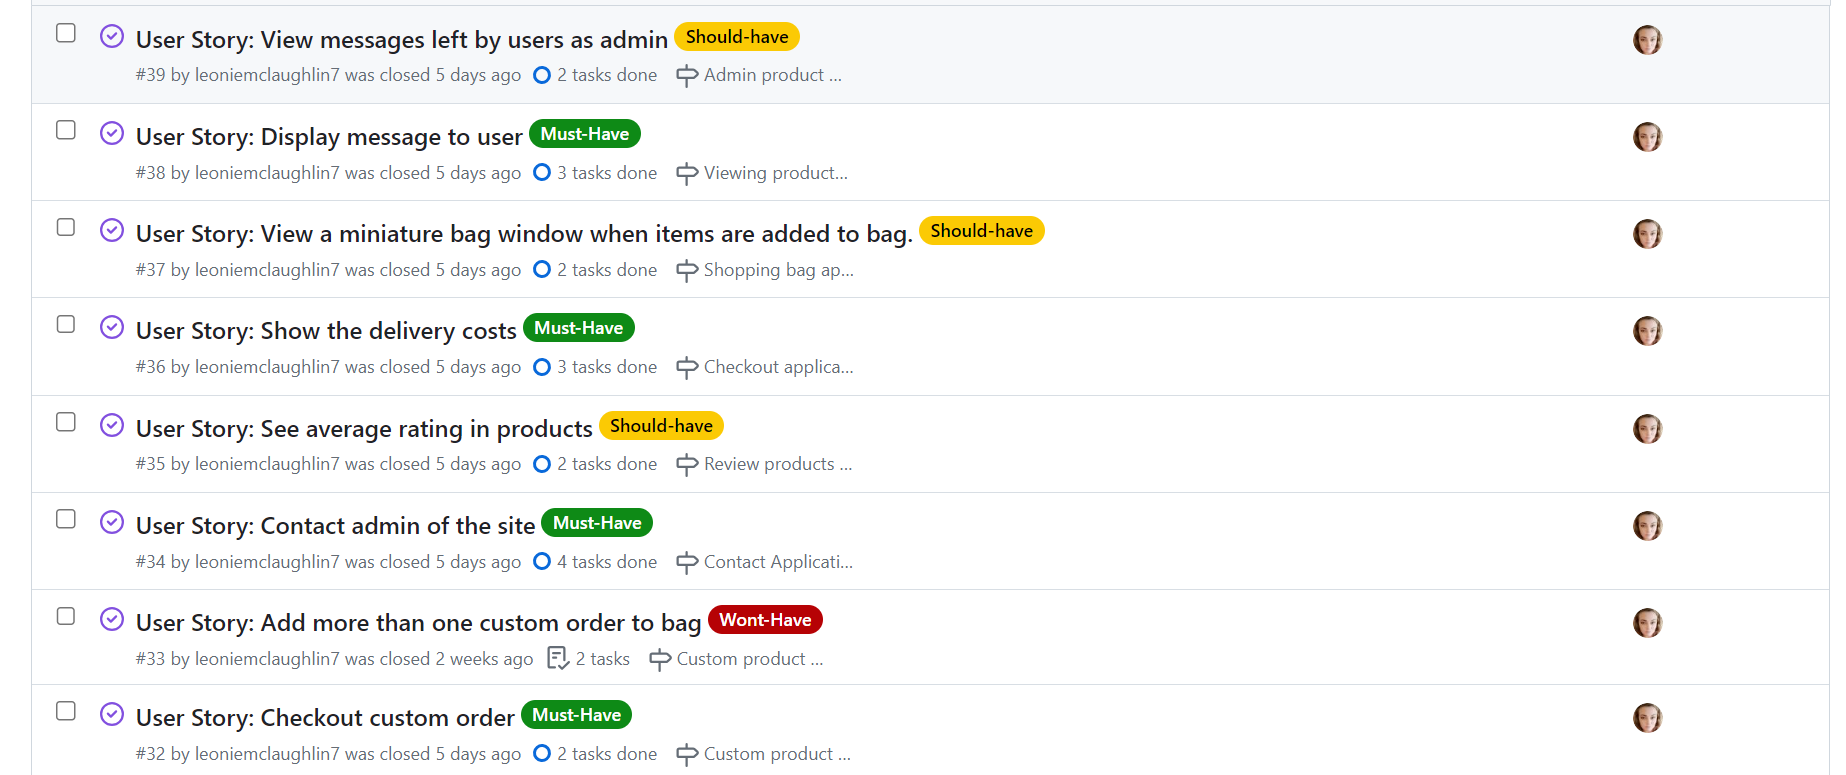 User Story: View messages left by users as admin Should-have
#39 by leoniemclaughlin7 was closed 5 days ago 2 tasks done Admin product ...
User Story: Display message to user Must-Have
#38 by leoniemclaughlin7 was closed 5 days ago 3 tasks done Viewing product...
User Story: View a miniature bag window when items are added to bag. Should-have
#37 by leoniemclaughlin7 was closed 5 days ago 2 tasks done Shopping bag ap...
User Story: Show the delivery costs Must-Have
#36 by leoniemclaughlin7 was closed 5 days ago 3 tasks done Checkout applica...
User Story: See average rating in products Should-have
#35 by leoniemclaughlin7 was closed 5 days ago 2 tasks done Review products ...
User Story: Contact admin of the site Must-Have
#34 by leoniemclaughlin7 was closed 5 days ago 4 tasks done Contact Applicati...
User Story: Add more than one custom order to bag Wont-Have
#33 by leoniemclaughlin7 was closed 2 weeks ago 2 tasks Custom product ...
User Story: Checkout custom order Must-Have
#32 by leoniemclaughlin7 was closed 5 days ago 2 tasks done Custom product ...